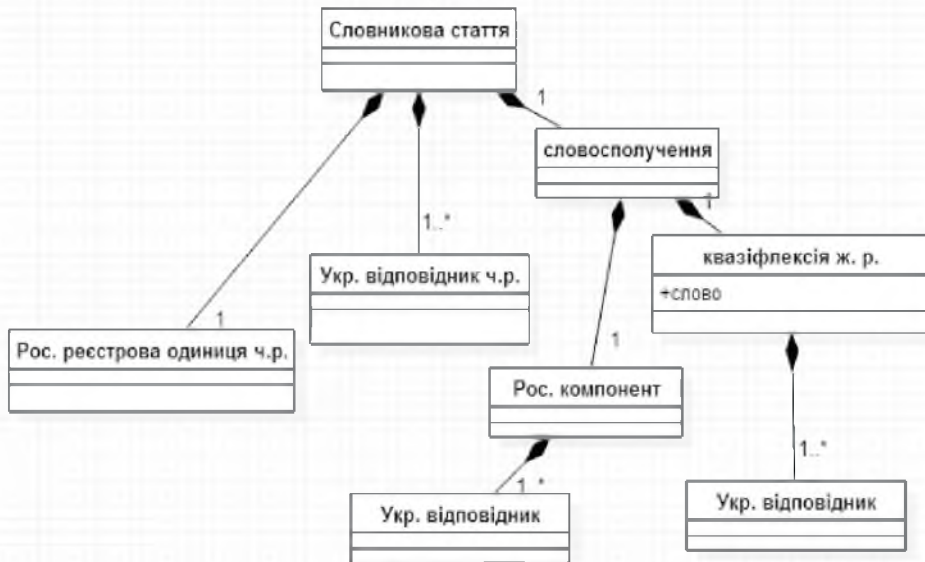 Словникова стаття
1
словосполучення
1..*
1
Укр. відповідник ч.р.
квазіфлексія ж. р.
+слово
1
Рос. реєстрова одиниця ч.р.
1
Рос. компонент
1..*
1..*
Укр. відповідник
Укр. відповідник